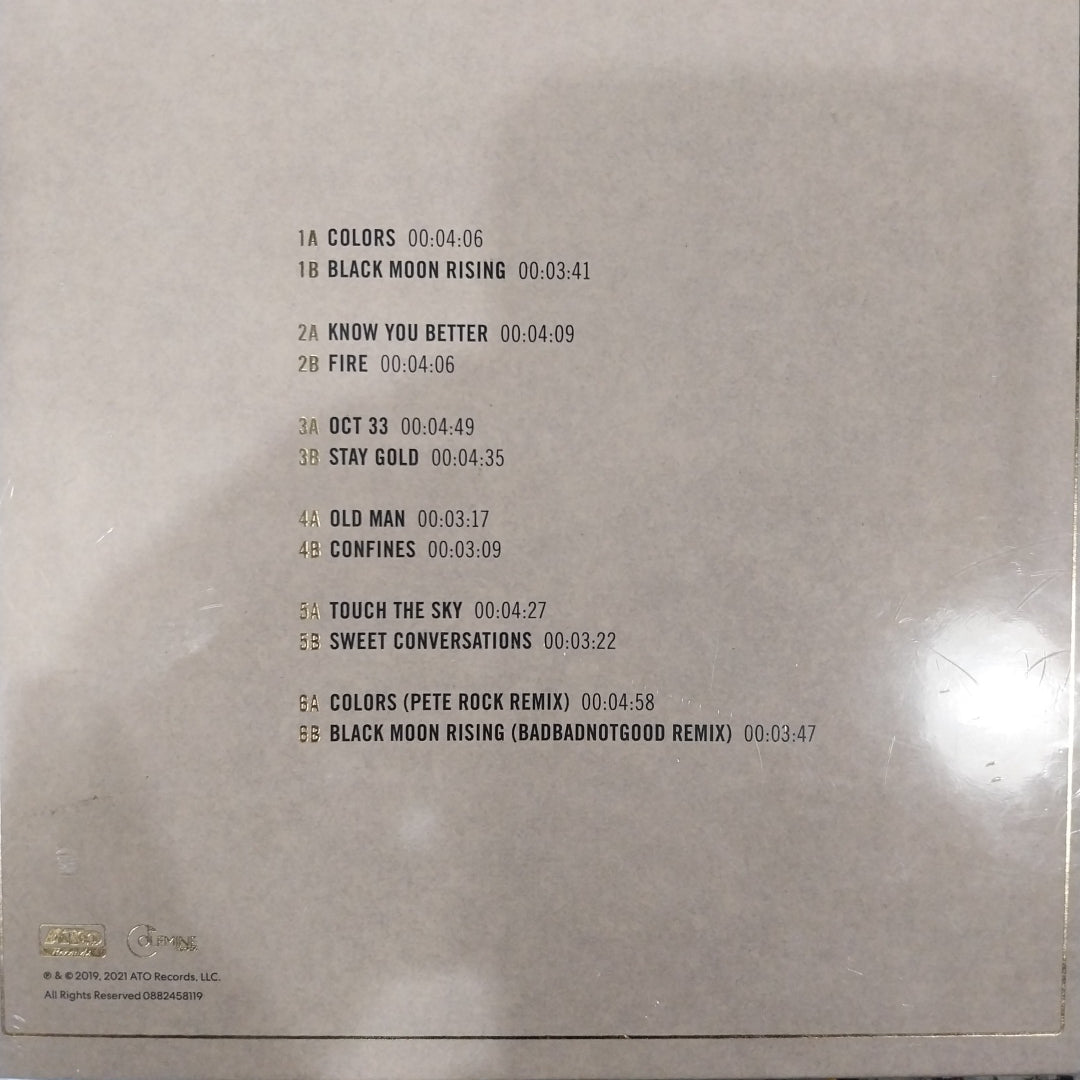 1A COLORS 00:04:06
1B BLACK MOON RISING 00:03:41
2A KNOW YOU BETTER 00:04:09
2B FIRE 00:04:06
3A OCT 33 00:04:49
3B STAY GOLD 00:04:35
4A OLD MAN 00:03:17
4B CONFINES 00:03:09
5A TOUCH THE SKY 00:04:27
5B SWEET CONVERSATIONS 00:03:22
6A COLORS (PETE ROCK REMIX) 00:04:58
6B BLACK MOON RISING (BADBADNOTGOOD REMIX) 00:03:47
ATO Records COLEMINE
℗ & © 2019, 2021 ATO Records, LLC.
All Rights Reserved 0882458119